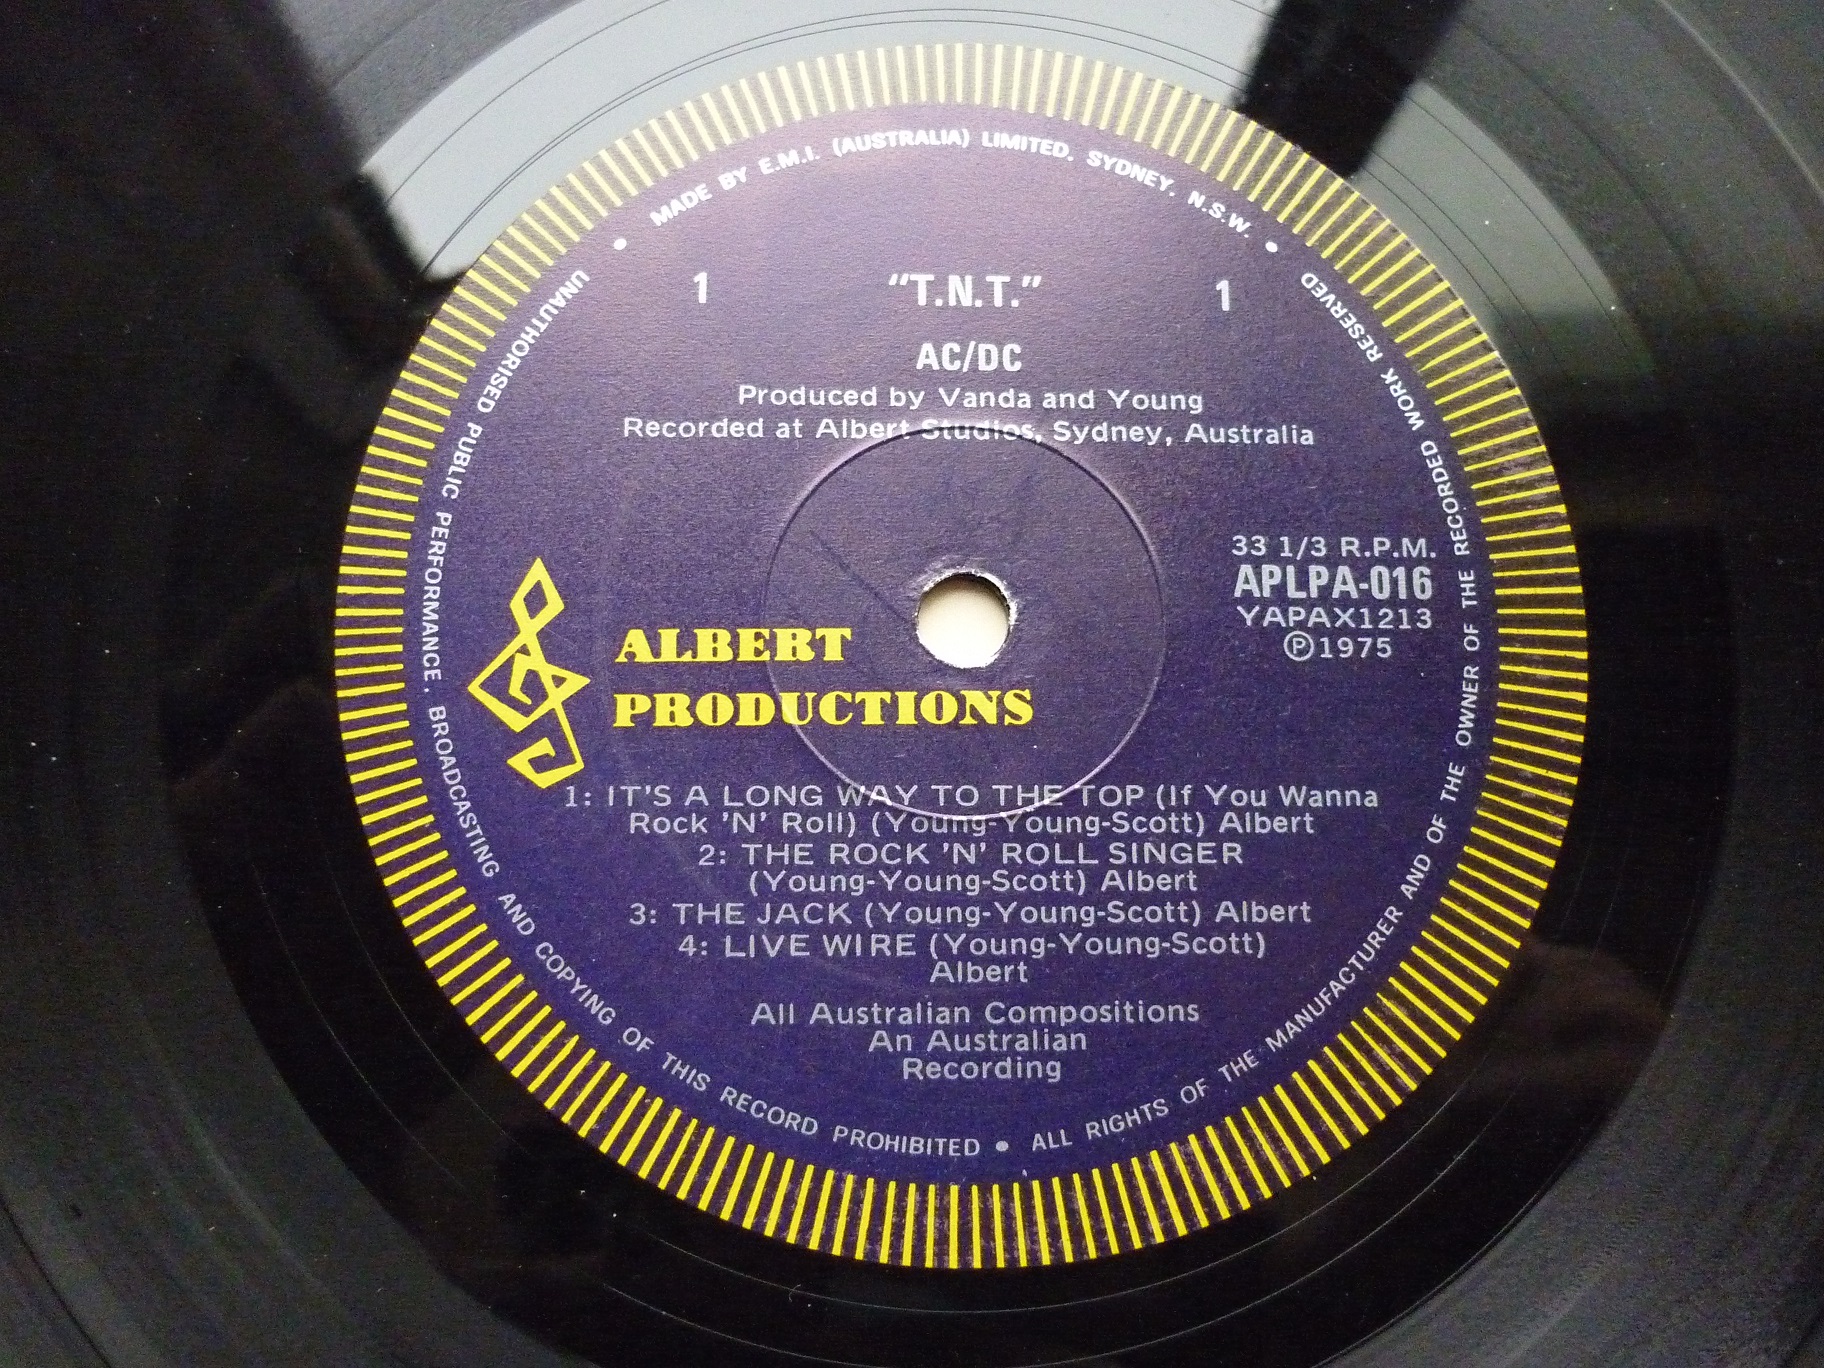 MADE BY E.M.I. (AUSTRALIA) LIMITED. SYDNEY. N.S.W.
1 "T.N.T." 1
AC/DC
Produced by Vanda and Young
Recorded at Albert Studios, Sydney, Australia
33 1/3 R.P.M.
APLPA-016
YAPAX1213
Ⓟ1975
ALBERT
PRODUCTIONS
1: IT'S A LONG WAY TO THE TOP (If You Wanna
Rock 'N' Roll) (Young-Young-Scott) Albert
2: THE ROCK 'N' ROLL SINGER
(Young-Young-Scott) Albert
3: THE JACK (Young-Young-Scott) Albert
4: LIVE WIRE (Young-Young-Scott)
Albert
All Australian Compositions
An Australian
Recording
UNAUTHORISED PUBLIC PERFORMANCE. BROADCASTING AND COPYING OF THIS RECORD PROHIBITED • ALL RIGHTS OF THE MANUFACTURER AND OF THE OWNER OF THE RECORDED WORK RESERVED